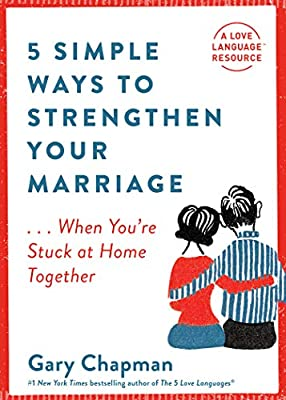 A LOVE
LANGUAGE™
RESOURCE
5 SIMPLE
WAYS TO
STRENGTHEN
YOUR
MARRIAGE
. . . When You're
Stuck at Home
Together
Gary Chapman
#1 New York Times bestselling author of The 5 Love Languages®